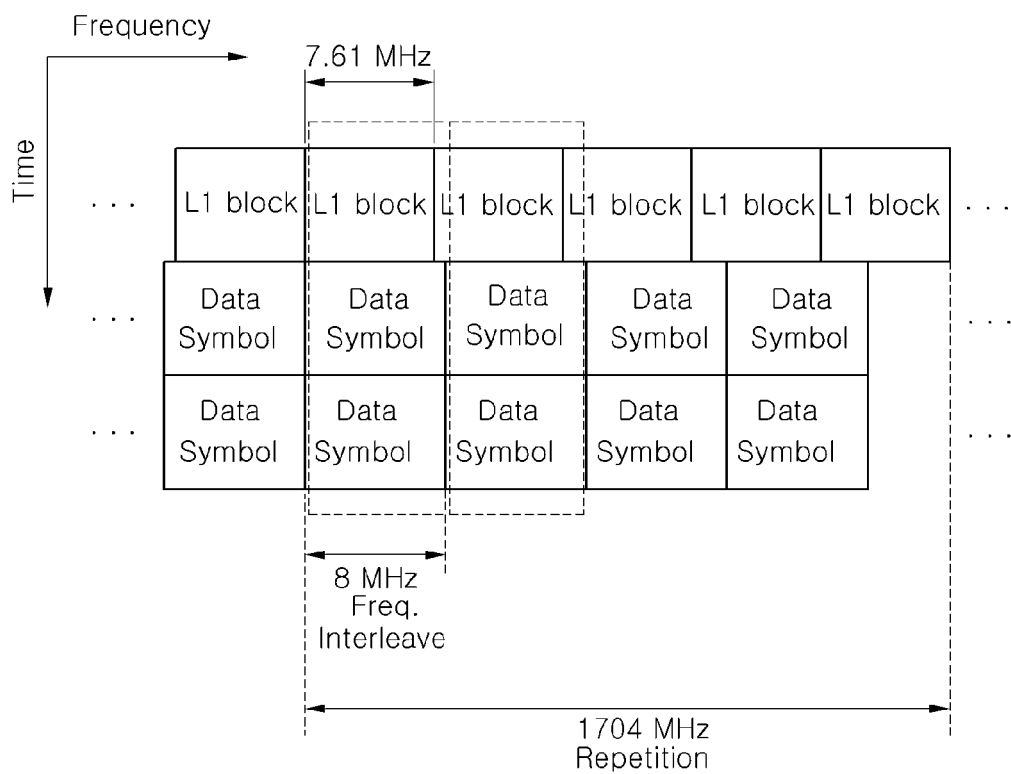 Frequency
7.61 MHz
Time
. . . L1 block L1 block L1 block L1 block L1 block L1 block . . .
. . . Data Symbol Data Symbol Data Symbol Data Symbol Data Symbol . . .
. . . Data Symbol Data Symbol Data Symbol Data Symbol Data Symbol . . .
8 MHz
Freq.
Interleave
1704 MHz
Repetition